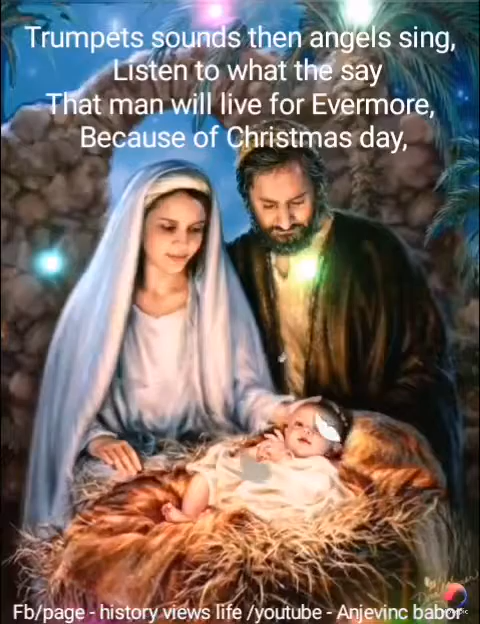 Trumpets sounds then angels sing,
Listen to what the say
That man will live for Evermore,
Because of Christmas day,
Fb/page - history views life /youtube - Anjevinc babor